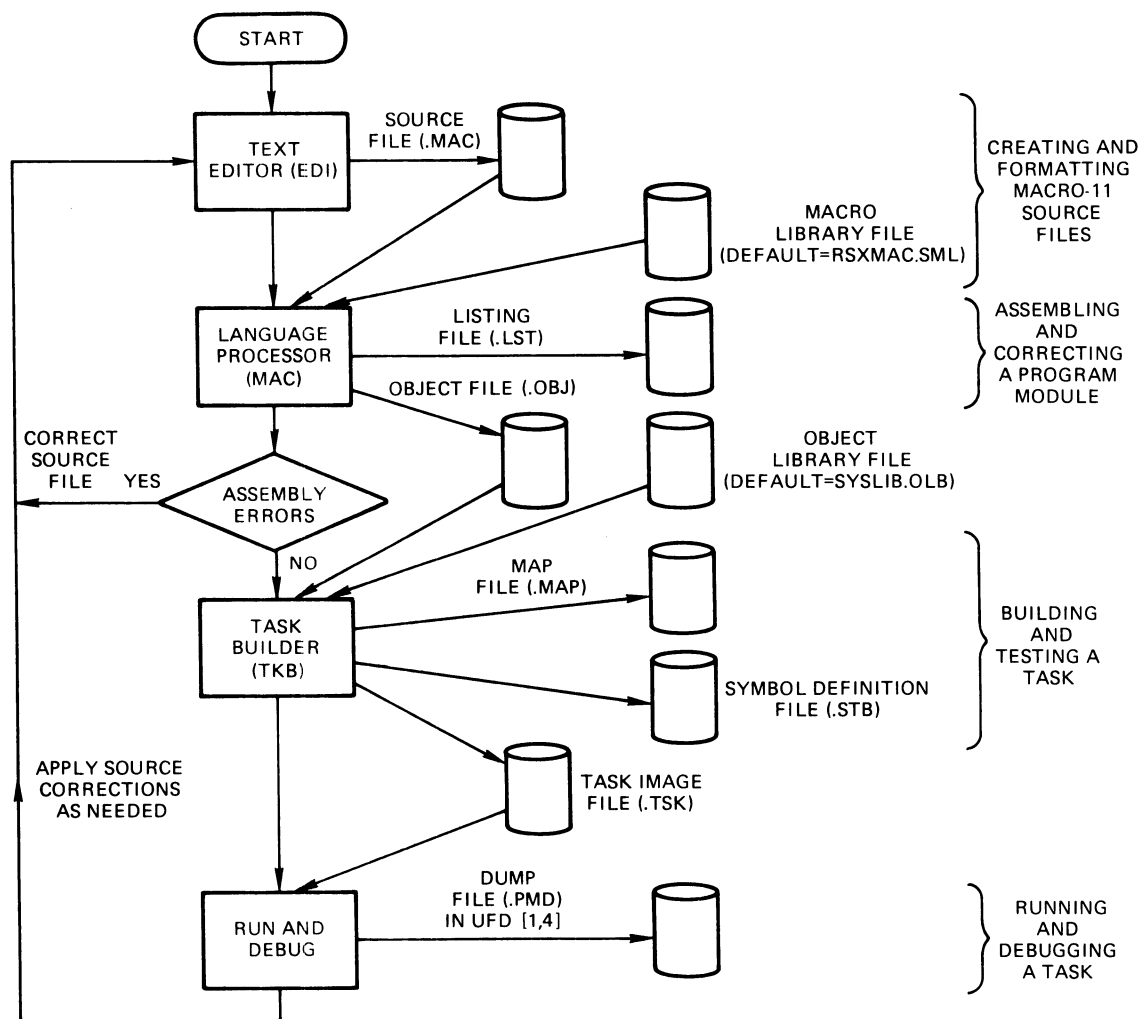 START
TEXT
EDITOR (EDI)
SOURCE
FILE (.MAC)
CREATING AND
FORMATTING
MACRO-11
SOURCE
FILES
MACRO
LIBRARY FILE
(DEFAULT=RSXMAC.SML)
LANGUAGE
PROCESSOR
(MAC)
LISTING
FILE (.LST)
ASSEMBLING
AND
CORRECTING
A PROGRAM
MODULE
OBJECT FILE (.OBJ)
CORRECT
SOURCE
FILE
YES
ASSEMBLY
ERRORS
OBJECT
LIBRARY FILE
(DEFAULT=SYSLIB.OLB)
NO
TASK
BUILDER
(TKB)
MAP
FILE (.MAP)
BUILDING
AND
TESTING A
TASK
SYMBOL DEFINITION
FILE (.STB)
APPLY SOURCE
CORRECTIONS
AS NEEDED
TASK IMAGE
FILE (.TSK)
RUN AND
DEBUG
DUMP
FILE (.PMD)
IN UFD [1,4]
RUNNING
AND
DEBUGGING
A TASK